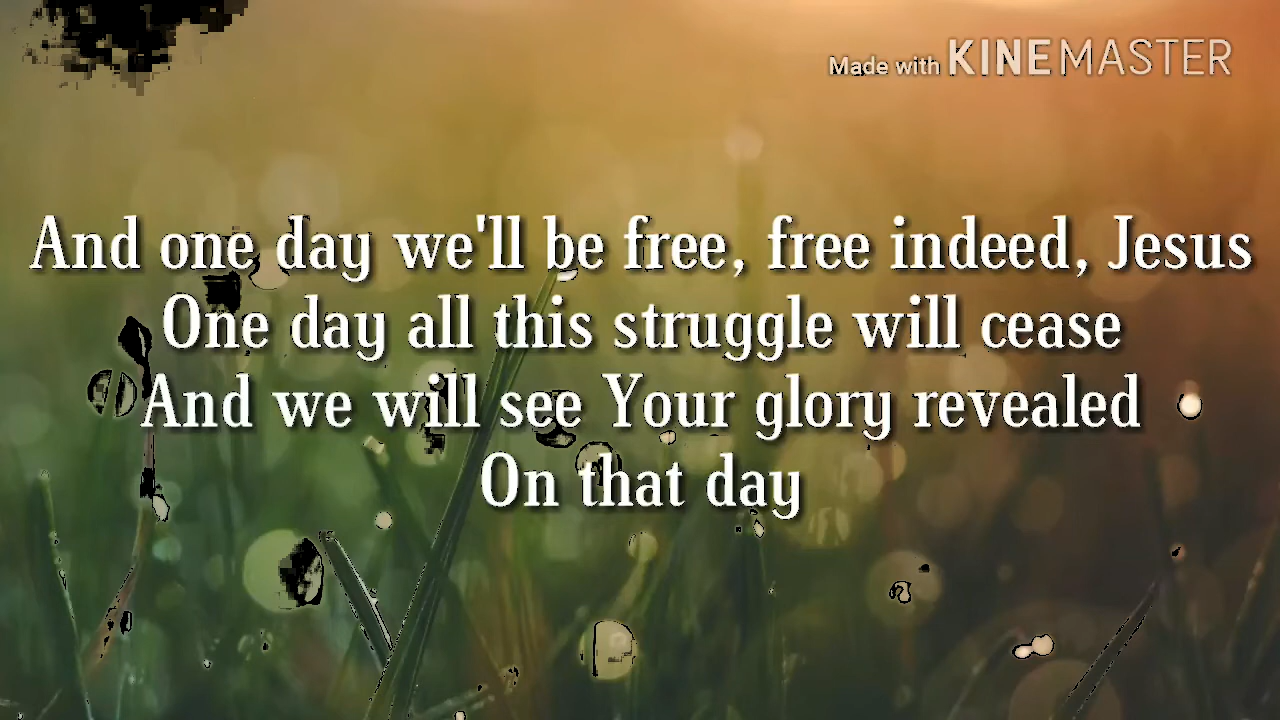 Made with KINEMASTER
And one day we'll be free, free indeed, Jesus
One day all this struggle will cease
And we will see Your glory revealed
On that day